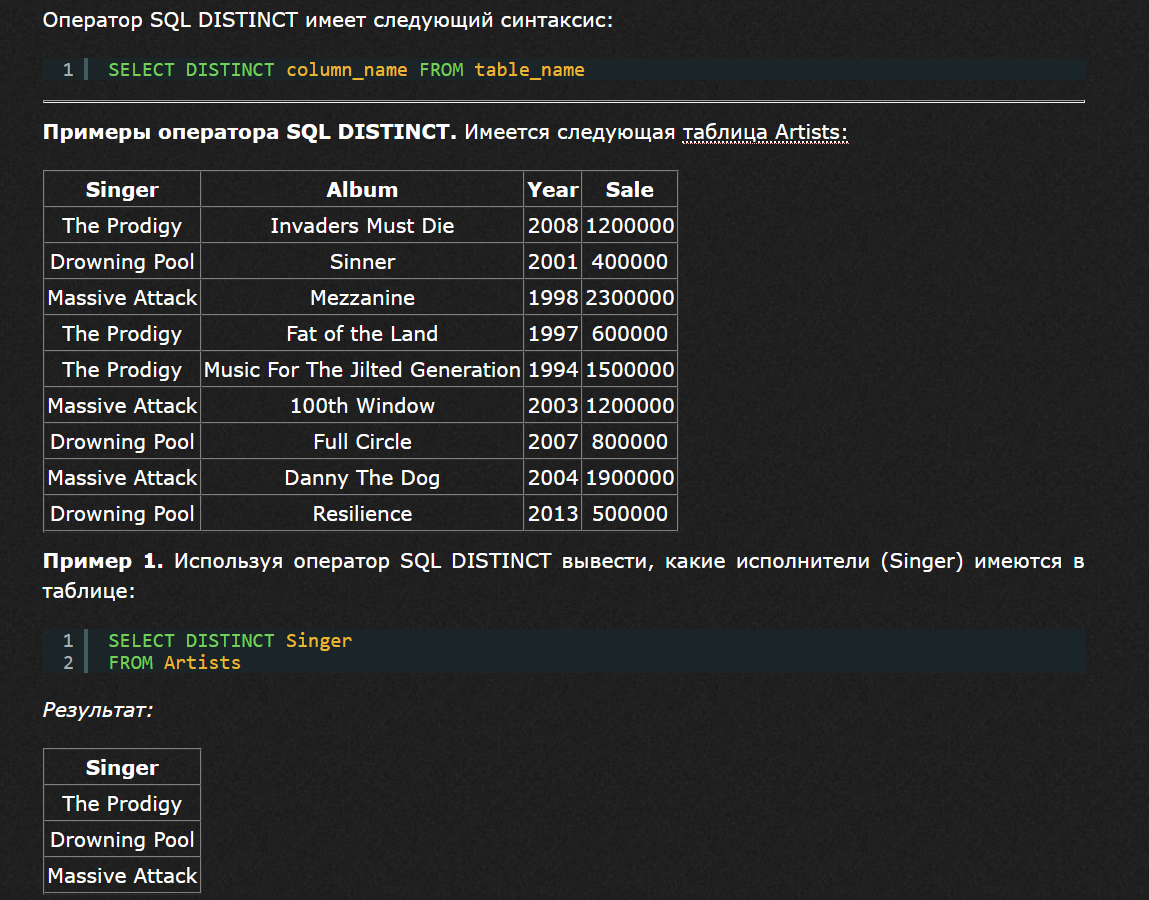 Оператор SQL DISTINCT имеет следующий синтаксис:
1 SELECT DISTINCT column_name FROM table_name
Примеры оператора SQL DISTINCT. Имеется следующая таблица Artists:
Singer Album Year Sale
The Prodigy Invaders Must Die 2008 1200000
Drowning Pool Sinner 2001 400000
Massive Attack Mezzanine 1998 2300000
The Prodigy Fat of the Land 1997 600000
The Prodigy Music For The Jilted Generation 1994 1500000
Massive Attack 100th Window 2003 1200000
Drowning Pool Full Circle 2007 800000
Massive Attack Danny The Dog 2004 1900000
Drowning Pool Resilience 2013 500000
Пример 1. Используя оператор SQL DISTINCT вывести, какие исполнители (Singer) имеются в
таблице:
1 SELECT DISTINCT Singer
2 FROM Artists
Результат:
Singer
The Prodigy
Drowning Pool
Massive Attack